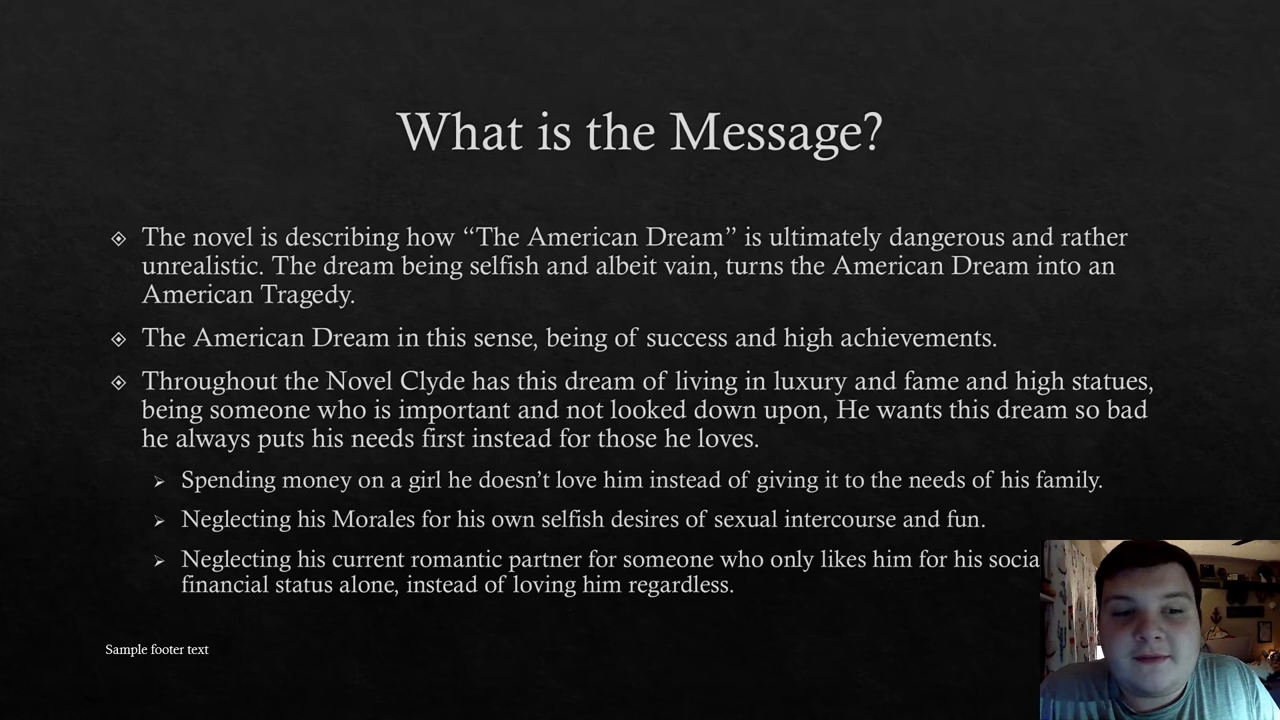 What is the Message?
The novel is describing how “The American Dream” is ultimately dangerous and rather
unrealistic. The dream being selfish and albeit vain, turns the American Dream into an
American Tragedy.
The American Dream in this sense, being of success and high achievements.
Throughout the Novel Clyde has this dream of living in luxury and fame and high statues,
being someone who is important and not looked down upon, He wants this dream so bad
he always puts his needs first instead for those he loves.
Spending money on a girl he doesn’t love him instead of giving it to the needs of his family.
Neglecting his Morales for his own selfish desires of sexual intercourse and fun.
Neglecting his current romantic partner for someone who only likes him for his
financial status alone, instead of loving him regardless.
Sample footer text